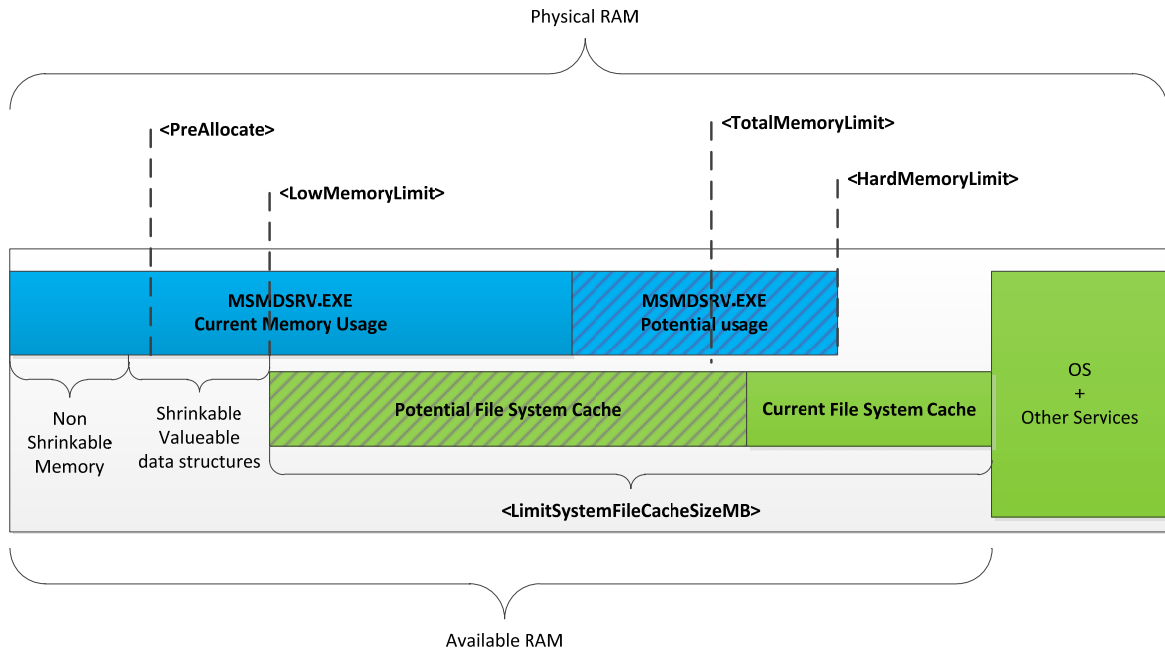 Physical RAM
<PreAllocate>
<TotalMemoryLimit>
<LowMemoryLimit>
<HardMemoryLimit>
MSMDSRV.EXE
Current Memory Usage
MSMDSRV.EXE
Potential usage
Non
Shrinkable
Memory
Shrinkable
Valueable
data structures
Potential File System Cache
Current File System Cache
OS
+
Other Services
<LimitSystemFileCacheSizeMB>
Available RAM